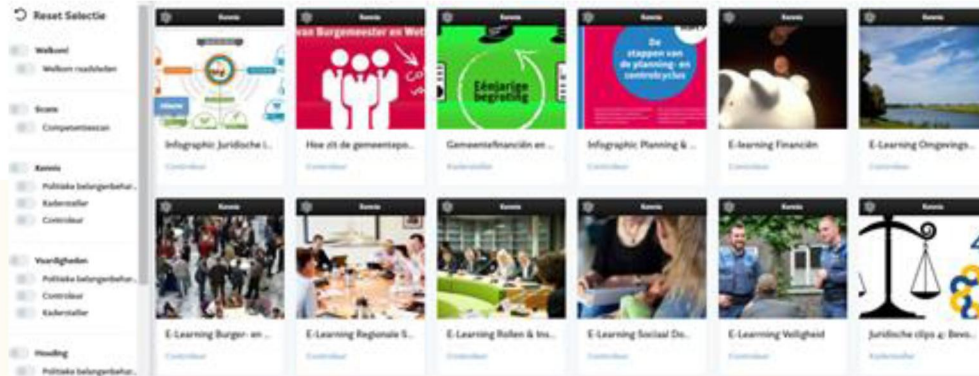 Reset Selectie
Welkom!
Welkom raadsleden
Scans
Competentiescan
Kennis
Politieke belangenbehar..
Kadersteller
Controleur
Vaardigheden
Politieke belangenbehar..
Controleur
Kadersteller
Houding
Politieke belangenbehar..
Kennis
Infographic Juridische i...
Controleur
Kennis
van Burgemeester en Wet
Hoe zit de gemeentepo...
Controleur
Kennis
Eénjarige
begroting
Gemeentefinanciën en ...
Kadersteller
Kennis
De
stappen van
de planning- en
controlcyclus
Infographic Planning & ...
Controleur
Kennis
E-learning Financiën
Controleur
Kennis
E-Learning Omgevings...
Controleur
Kennis
E-Learning Burger- en ...
Controleur
Kennis
E-Learning Regionale S...
Controleur
Kennis
E-Learning Rollen & Ins...
Controleur
Kennis
E-Learning Sociaal Do...
Controleur
Kennis
E-Learning Veiligheid
Controleur
Kennis
Juridische clips 4: Bevo...
Kadersteller